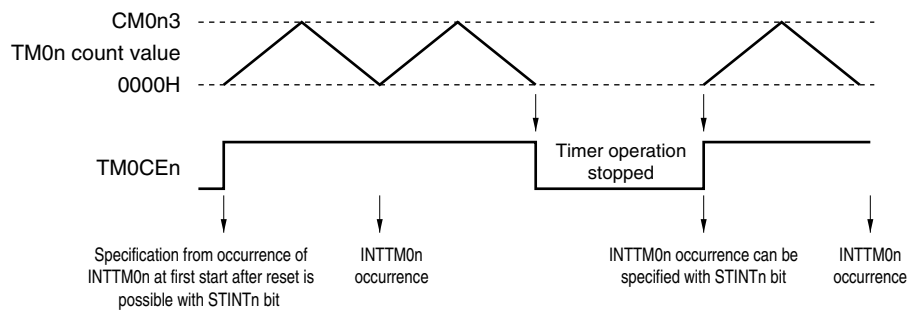 CM0n3
TM0n count value
0000H
TM0CEn
Timer operation
stopped
Specification from occurrence of
INTTM0n at first start after reset is
possible with STINTn bit
INTTM0n
occurrence
INTTM0n occurrence can be
specified with STINTn bit
INTTM0n
occurrence